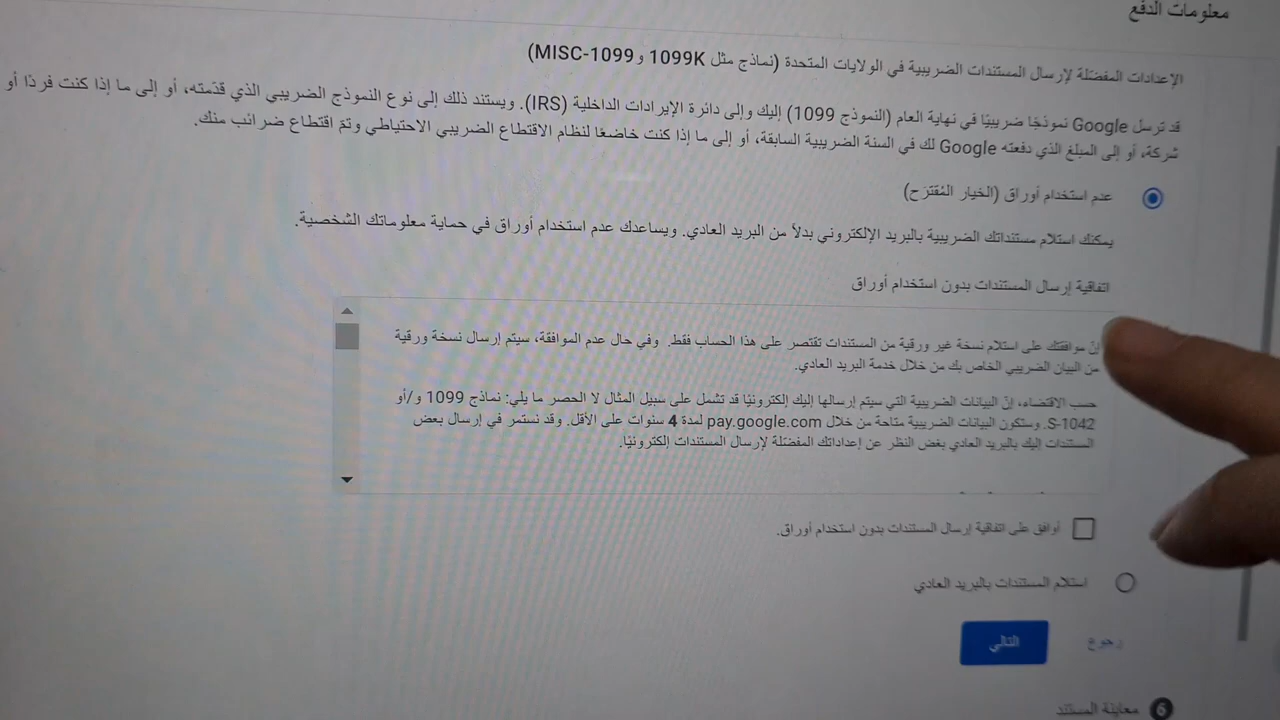 معلومات الدفع
الإعدادات المفضّلة لإرسال المستندات الضريبية في الولايات المتحدة (نماذج مثل 1099K و1099-MISC)
قد ترسل Google نموذجًا ضريبيًا في نهاية العام (النموذج 1099) إليك وإلى دائرة الإيرادات الداخلية (IRS). ويستند ذلك إلى نوع النموذج الضريبي الذي قدّمته، أو إلى ما إذا كنت فردًا أو
شركة، أو إلى المبلغ الذي دفعته Google لك في السنة الضريبية السابقة، أو إلى ما إذا كنت خاضعًا لنظام الاقتطاع الضريبي الاحتياطي وتمّ اقتطاع ضرائب منك.
عدم استخدام أوراق (الخيار المُقترَح)
يمكنك استلام مستنداتك الضريبية بالبريد الإلكتروني بدلاً من البريد العادي. ويساعدك عدم استخدام أوراق في حماية معلوماتك الشخصية.
اتفاقية إرسال المستندات بدون استخدام أوراق
إنّ موافقتك على استلام نسخة غير ورقية من المستندات تقتصر على هذا الحساب فقط. وفي حال عدم الموافقة، سيتم إرسال نسخة ورقية
من البيان الضريبي الخاص بك من خلال خدمة البريد العادي.
حسب الاقتضاء، إنّ البيانات الضريبية التي سيتم إرسالها إليك إلكترونيًا قد تشمل على سبيل المثال لا الحصر ما يلي: نماذج 1099 و/أو
1042-S. وستكون البيانات الضريبية متاحة من خلال pay.google.com لمدة 4 سنوات على الأقل. وقد نستمر في إرسال بعض
المستندات إليك بالبريد العادي بغض النظر عن إعداداتك المفضّلة لإرسال المستندات إلكترونيًا.
أوافق على اتفاقية إرسال المستندات بدون استخدام أوراق.
استلام المستندات بالبريد العادي
رجوع
التالي
6 معاينة المستند